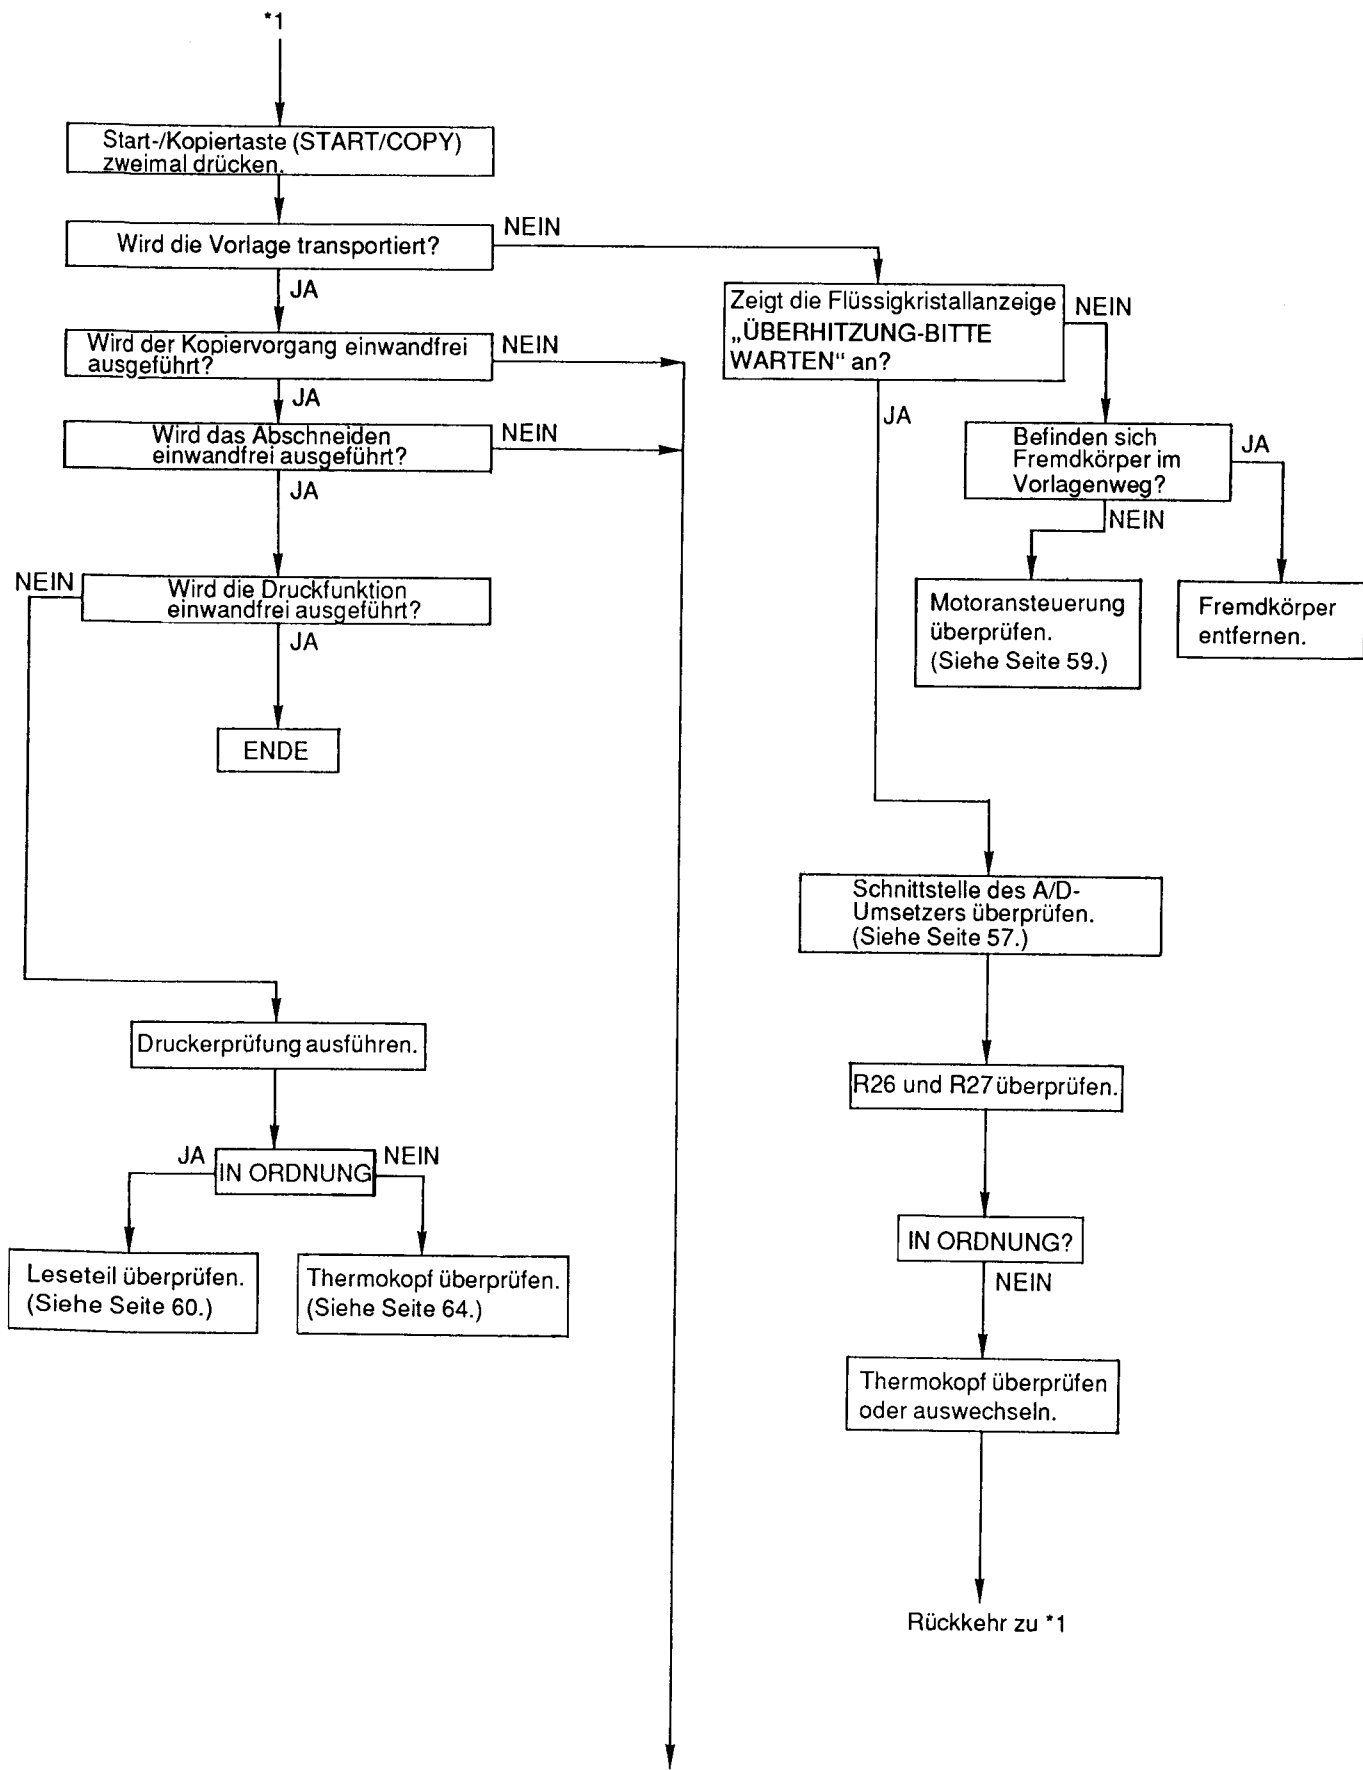 *1
Start-/Kopiertaste (START/COPY)
zweimal drücken.
Wird die Vorlage transportiert?
NEIN
JA
Wird der Kopiervorgang einwandfrei
ausgeführt?
NEIN
JA
Wird das Abschneiden
einwandfrei ausgeführt?
NEIN
JA
NEIN
Wird die Druckfunktion
einwandfrei ausgeführt?
JA
ENDE
Druckerprüfung ausführen.
JA
IN ORDNUNG
NEIN
Leseteil überprüfen.
(Siehe Seite 60.)
Thermokopf überprüfen.
(Siehe Seite 64.)
Zeigt die Flüssigkristallanzeige
„ÜBERHITZUNG-BITTE
WARTEN“ an?
NEIN
JA
Befinden sich
Fremdkörper im
Vorlagenweg?
JA
NEIN
Motoransteuerung
überprüfen.
(Siehe Seite 59.)
Fremdkörper
entfernen.
Schnittstelle des A/D-
Umsetzers überprüfen.
(Siehe Seite 57.)
R26 und R27 überprüfen.
IN ORDNUNG?
NEIN
Thermokopf überprüfen
oder auswechseln.
Rückkehr zu *1